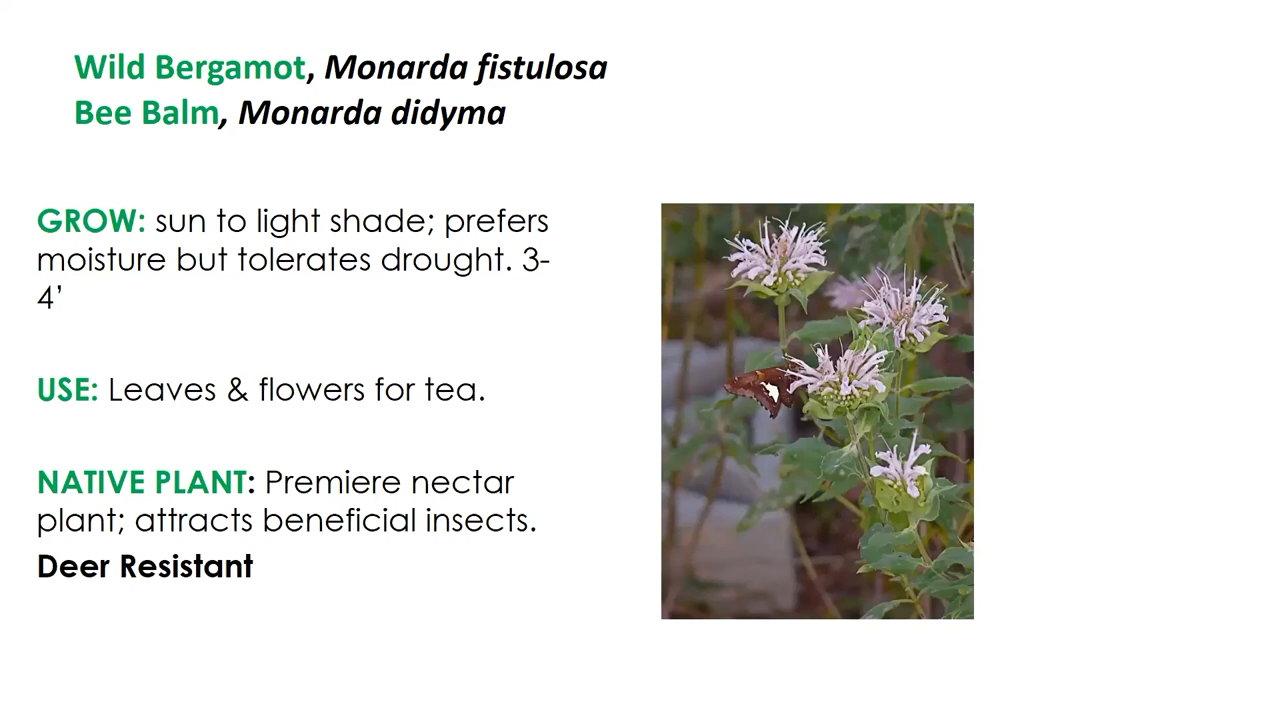 Wild Bergamot, Monarda fistulosa
Bee Balm, Monarda didyma
GROW: sun to light shade; prefers
moisture but tolerates drought. 3-
4’
USE: Leaves & flowers for tea.
NATIVE PLANT: Premiere nectar
plant; attracts beneficial insects.
Deer Resistant